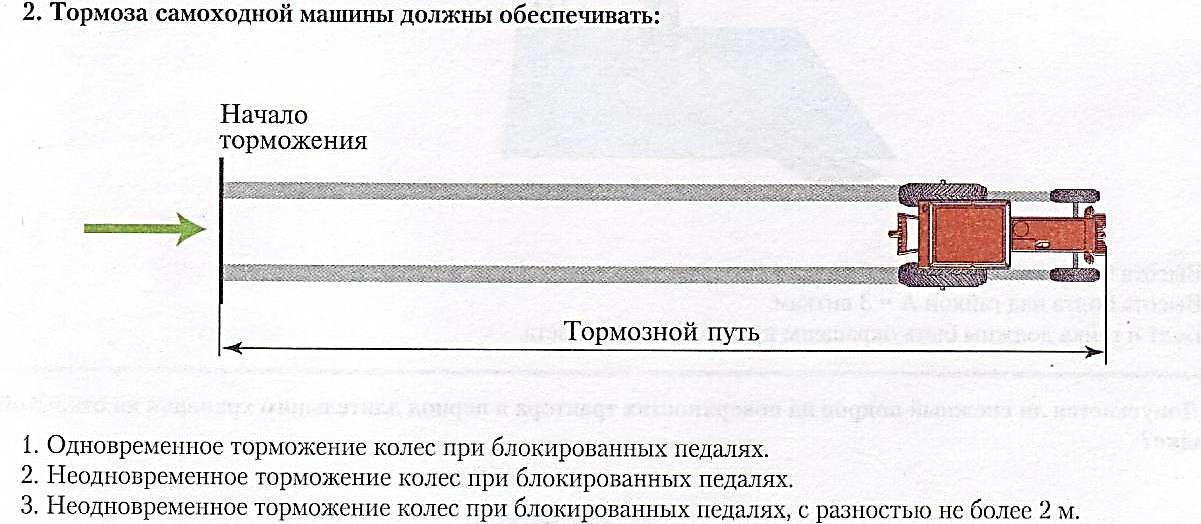 2. Тормоза самоходной машины должны обеспечивать:
Начало
торможения
Тормозной путь
1. Одновременное торможение колес при блокированных педалях.
2. Неодновременное торможение колес при блокированных педалях.
3. Неодновременное торможение колес при блокированных педалях, с разностью не более 2 м.